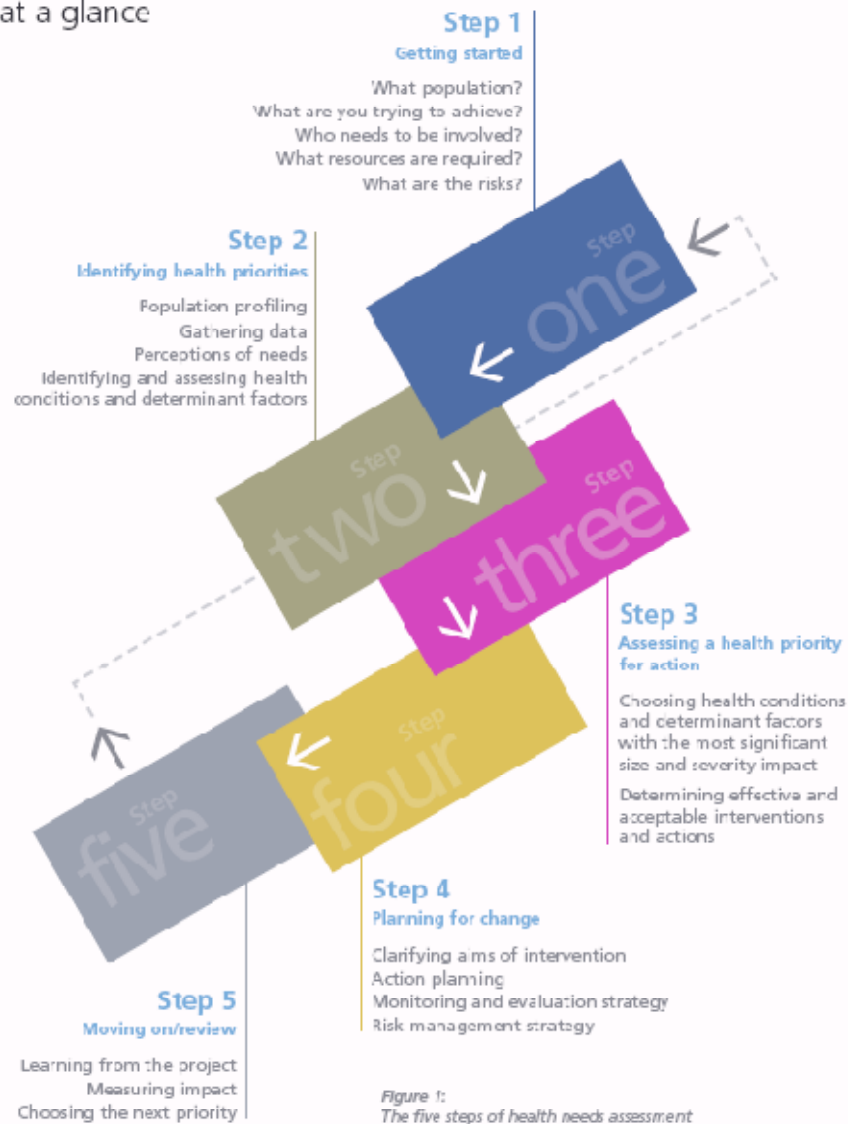 at a glance
Step 1
Getting started
What population?
What are you trying to achieve?
Who needs to be involved?
What resources are required?
What are the risks?
Step
one
Step 2
Identifying health priorities
Population profiling
Gathering data
Perceptions of needs
Identifying and assessing health
conditions and determinant factors
Step
two
Step
three
Step 3
Assessing a health priority
for action
Choosing health conditions
and determinant factors
with the most significant
size and severity impact
Determining effective and
acceptable interventions
and actions
Step
four
Step 4
Planning for change
Clarifying aims of intervention
Action planning
Monitoring and evaluation strategy
Risk management strategy
Step
five
Step 5
Moving on/review
Learning from the project
Measuring impact
Choosing the next priority
Figure 1:
The five steps of health needs assessment